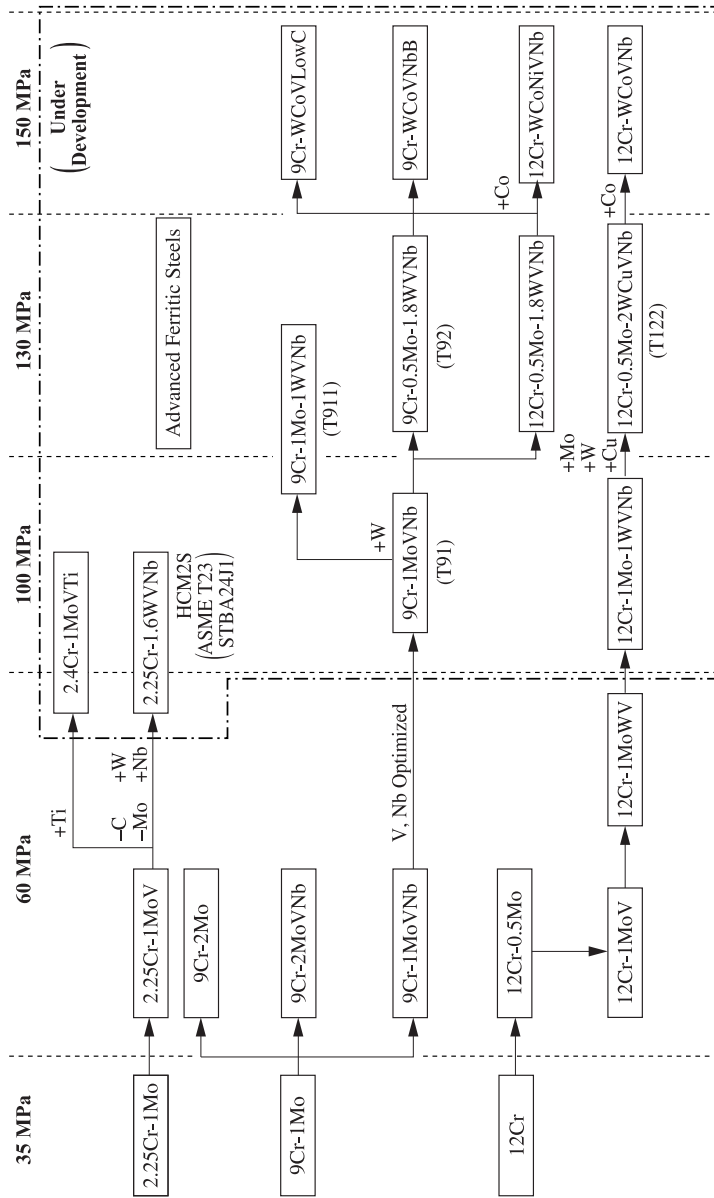 35 MPa
60 MPa
100 MPa
130 MPa
150 MPa
(Under
Development)
2.25Cr-1Mo
2.25Cr-1MoV
+Ti
–C
–Mo
+W
+Nb
2.4Cr-1MoVTi
2.25Cr-1.6WVNb
(HCM2S
ASME T23
STBA24J1)
Advanced Ferritic Steels
9Cr-1Mo
9Cr-2Mo
9Cr-2MoVNb
9Cr-1MoVNb
V, Nb Optimized
9Cr-1MoVNb
(T91)
+W
9Cr-1Mo-1WVNb
(T911)
9Cr-0.5Mo-1.8WVNb
(T92)
12Cr-0.5Mo-1.8WVNb
+Co
9Cr-WCoVLowC
9Cr-WCoVNbB
12Cr-WCoNiVNb
12Cr
12Cr-0.5Mo
12Cr-1MoV
12Cr-1MoWV
12Cr-1Mo-1WVNb
+Mo
+W
+Cu
12Cr-0.5Mo-2WCuVNb
(T122)
+Co
12Cr-WCoVNb